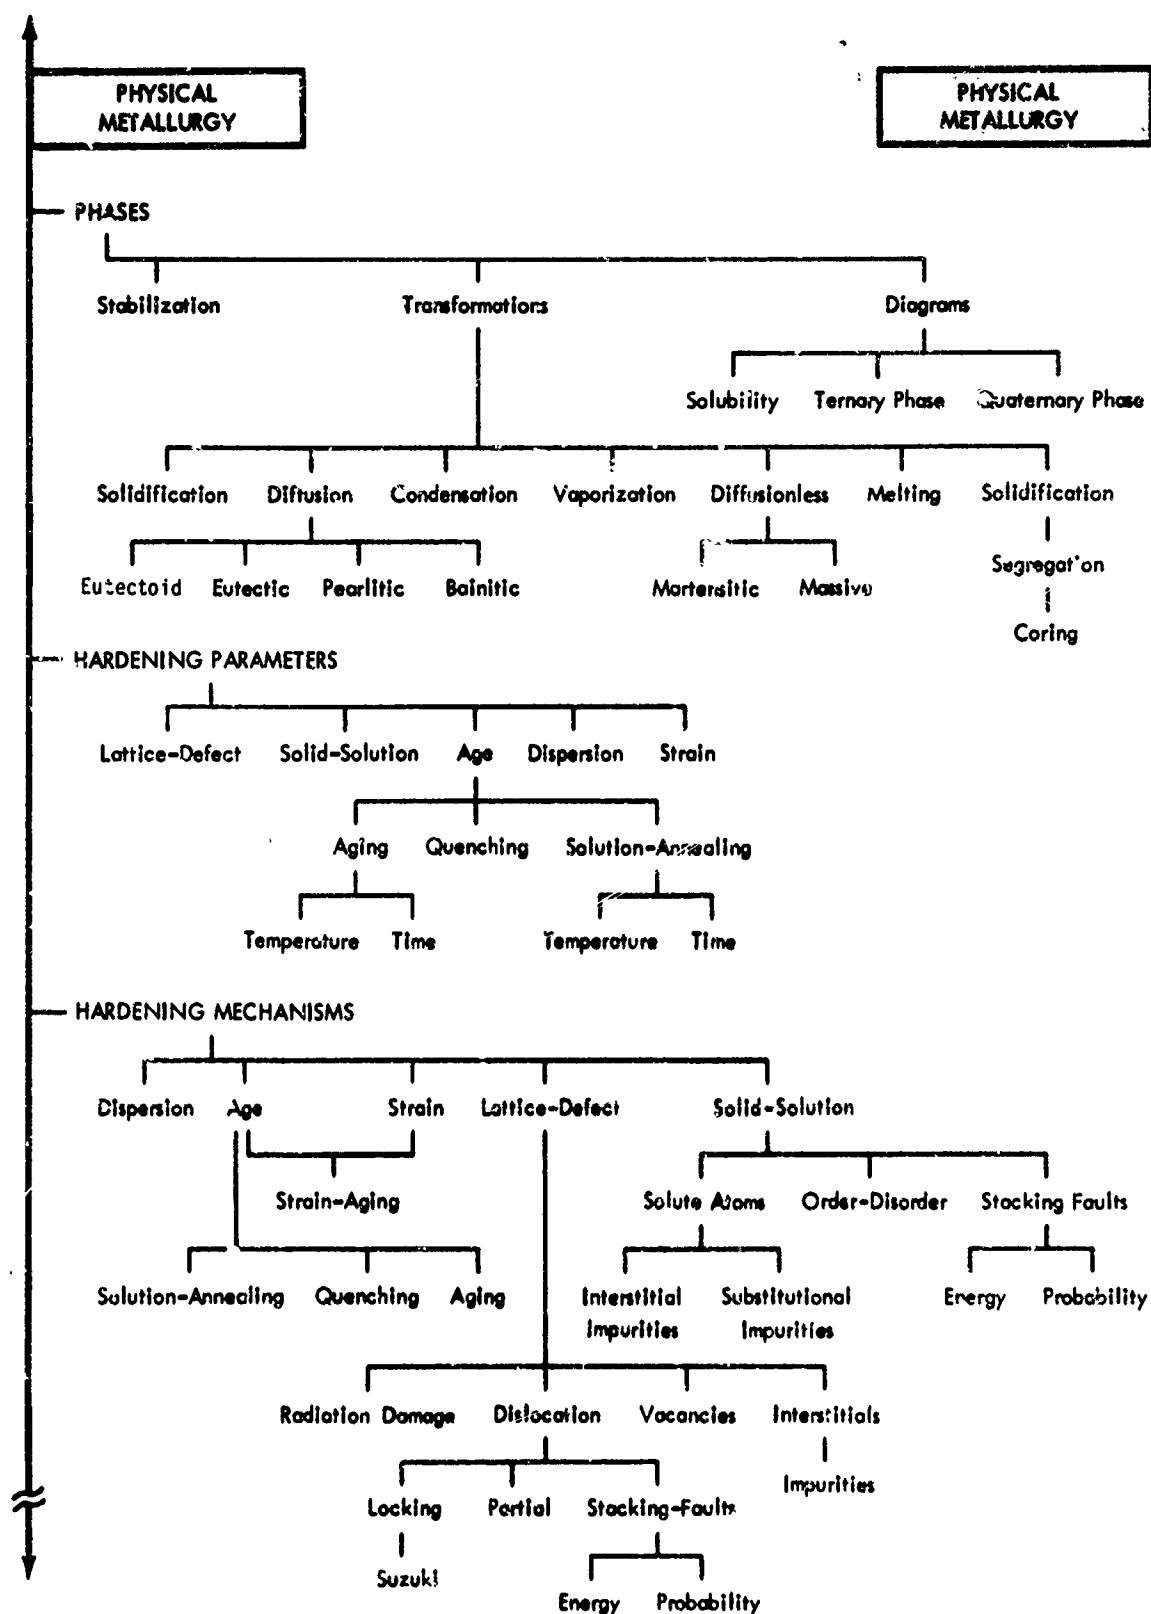 PHYSICAL METALLURGY
PHYSICAL METALLURGY
PHASES
Stabilization Transformations Diagrams
Solubility Ternary Phase Quaternary Phase
Solidification Diffusion Condensation Vaporization Diffusionless Melting Solidification
Eutectoid Eutectic Pearlitic Bainitic Martensitic Massive Segregation
Coring
HARDENING PARAMETERS
Lattice-Defect Solid-Solution Age Dispersion Strain
Aging Quenching Solution-Annealing
Temperature Time Temperature Time
HARDENING MECHANISMS
Dispersion Age Strain Lattice-Defect Solid-Solution
Strain-Aging Solute Atoms Order-Disorder Stacking Faults
Solution-Annealing Quenching Aging Interstitial Impurities Substitutional Impurities Energy Probability
Radiation Damage Dislocation Vacancies Interstitials
Impurities
Locking Partial Stacking-Faults
Suzuki
Energy Probability